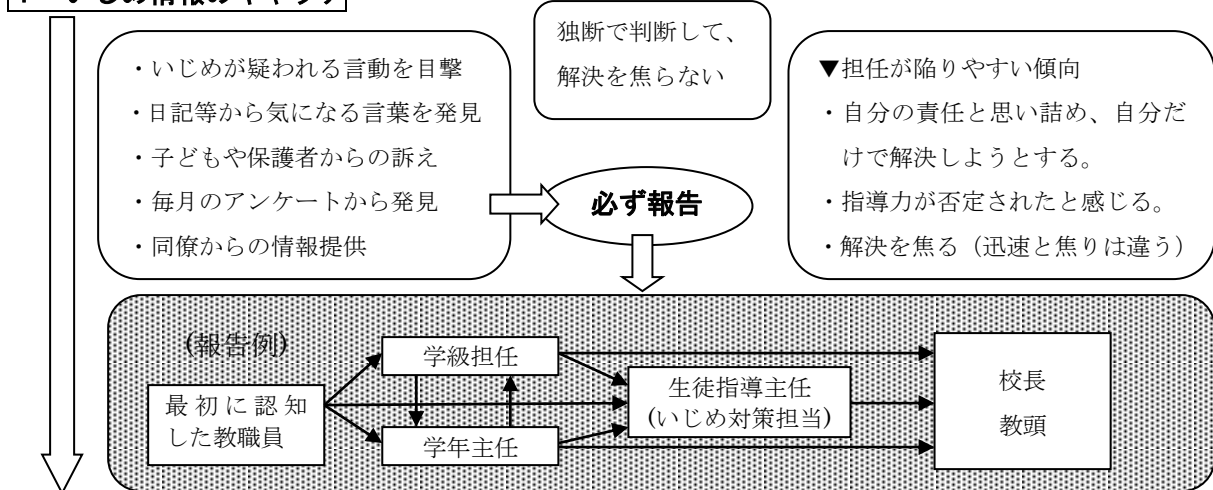 いじめ情報のキャッチ
独断で判断して、
解決を焦らない
・いじめが疑われる言動を目撃
・日記等から気になる言葉を発見
・子どもや保護者からの訴え
・毎月のアンケートから発見
・同僚からの情報提供
必ず報告
▼担任が陥りやすい傾向
・自分の責任と思い詰め、自分だ
けで解決しようとする。
・指導力が否定されたと感じる。
・解決を焦る（迅速と焦りは違う）
(報告例)
最初に認知
した教職員
学級担任
学年主任
生徒指導主任
(いじめ対策担当)
校長
教頭